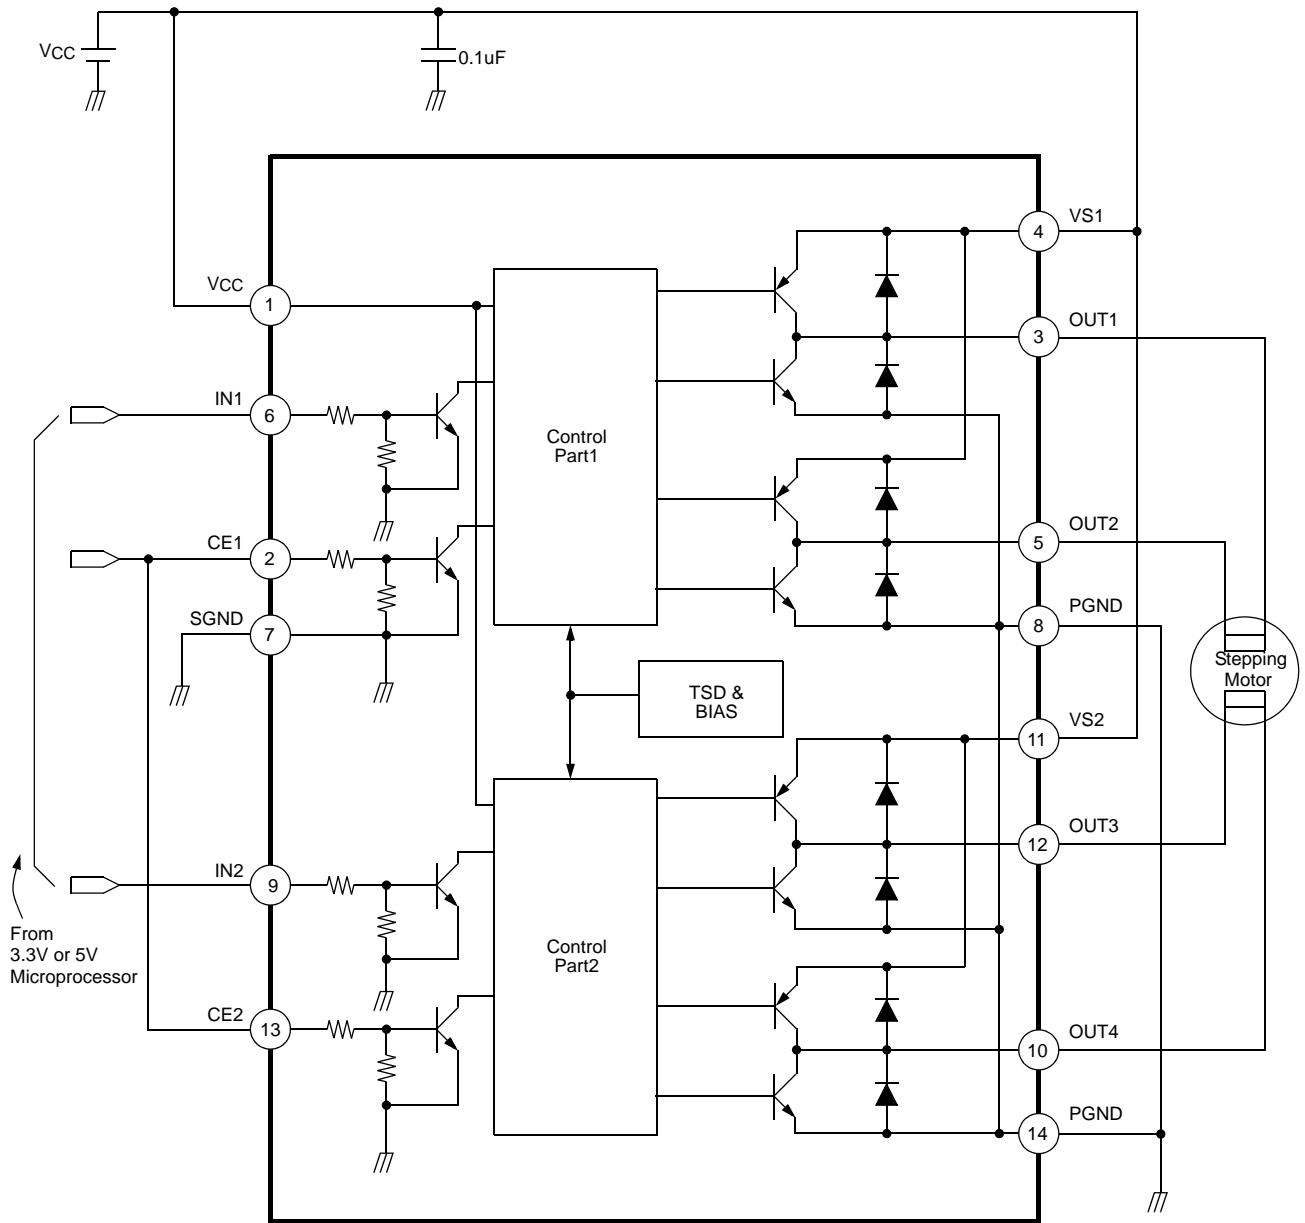 VCC
0.1uF
VS1
4
VCC
1
OUT1
3
IN1
6
Control
Part1
CE1
2
OUT2
5
SGND
7
PGND
8
Stepping
Motor
TSD &
BIAS
VS2
11
OUT3
12
IN2
9
From
3.3V or 5V
Microprocessor
Control
Part2
CE2
13
OUT4
10
PGND
14